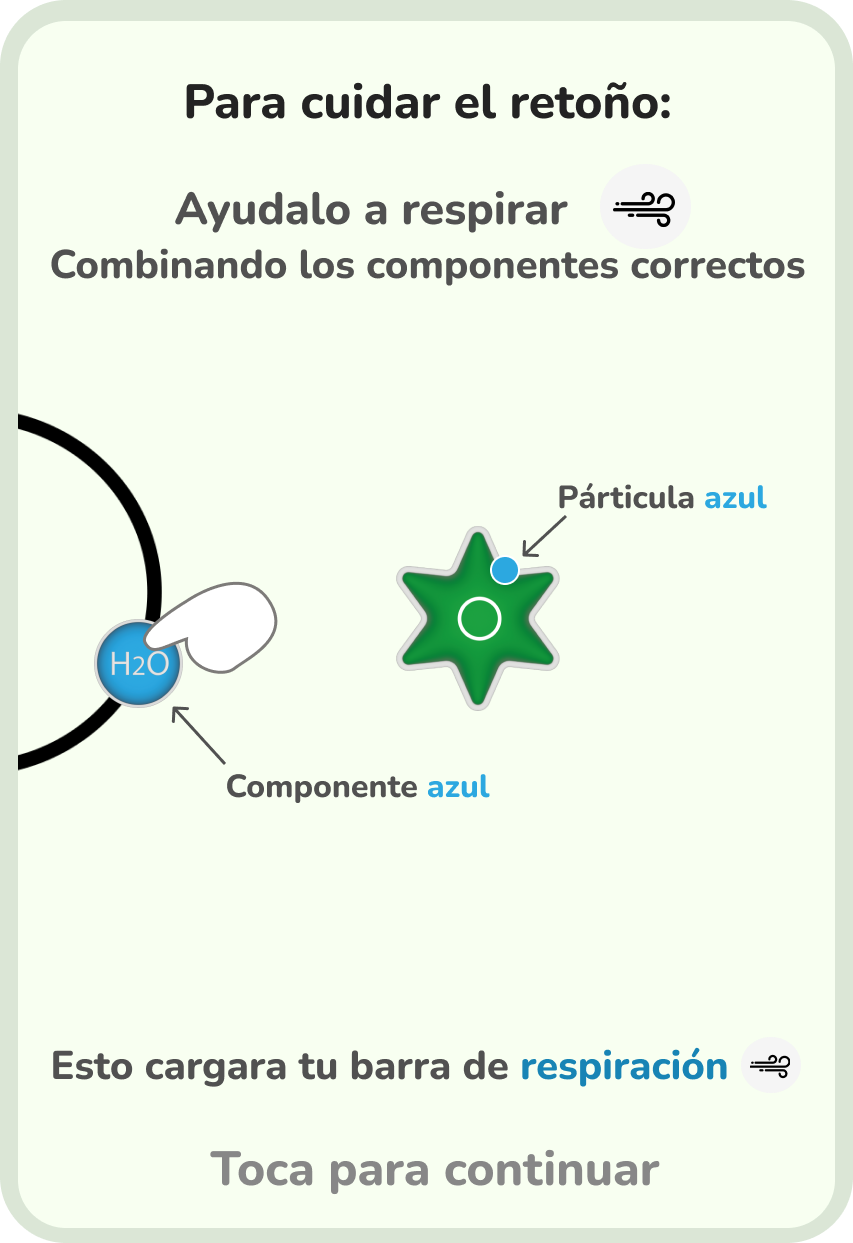 Para cuidar el retoño:
Ayudalo a respirar
Combinando los componentes correctos
Párticula azul
H2O
Componente azul
Esto cargara tu barra de respiración
Toca para continuar